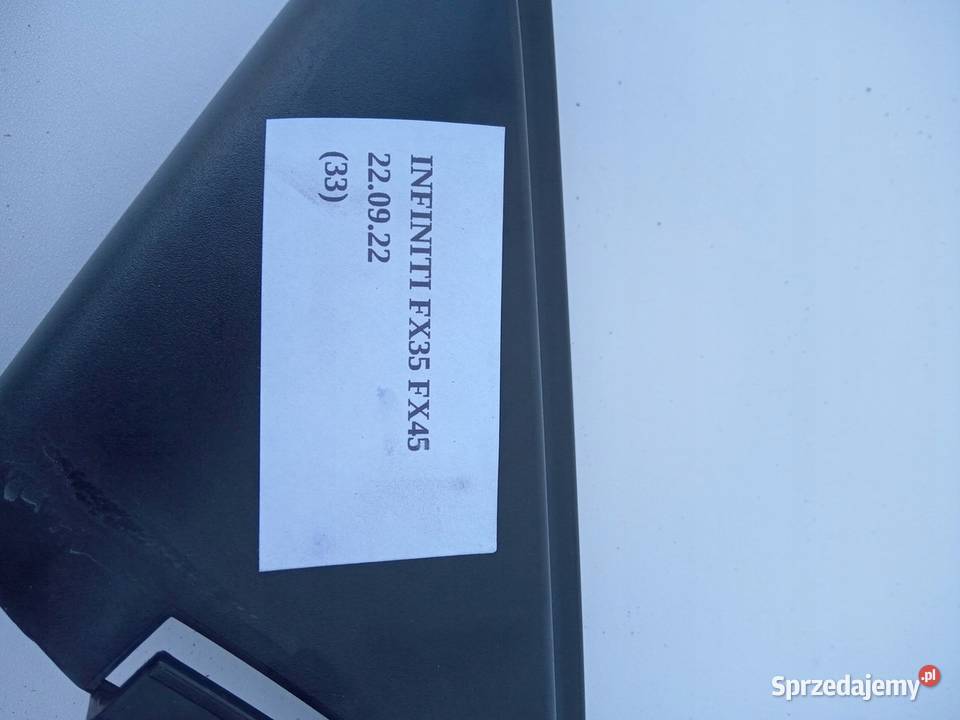 INFINITI FX35 FX45
22.09.22
(33)
Sprzedajemy.pl